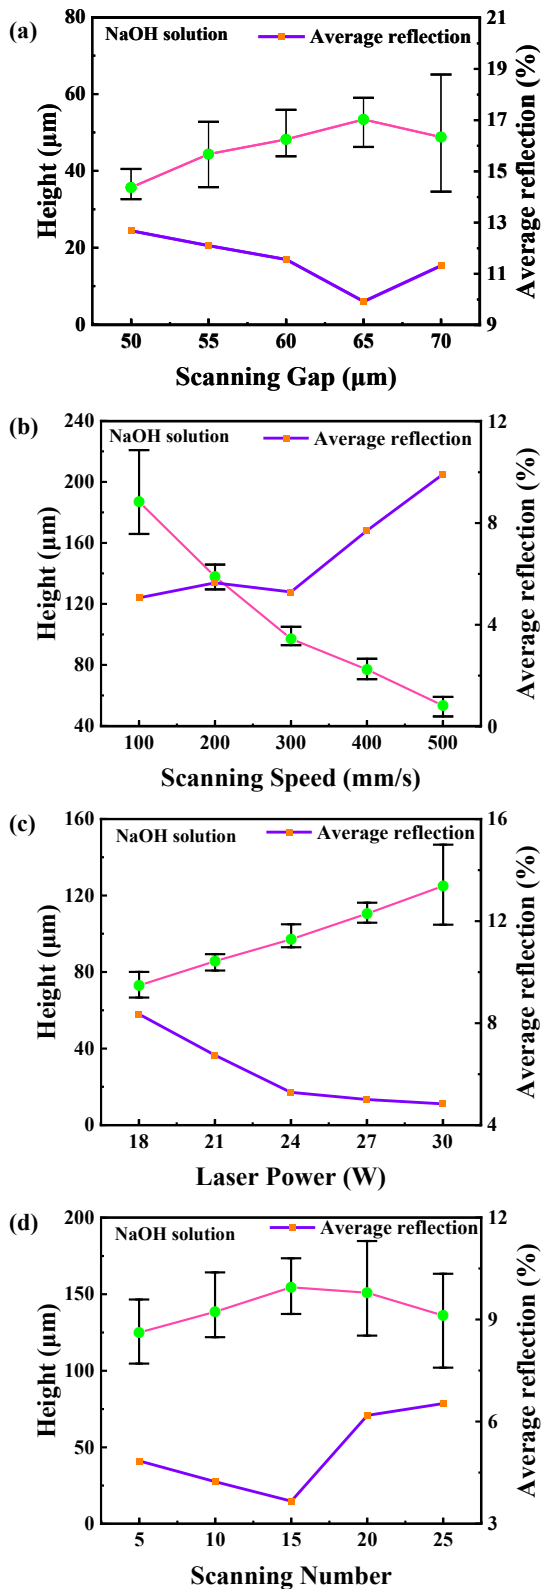 (a)
NaOH solution
Average reflection
80
60
40
20
0
21
19
17
15
13
11
9
50 55 60 65 70
Height (μm)
Average reflection (%)
Scanning Gap (μm)
(b)
NaOH solution
Average reflection
240
200
160
120
80
40
12
8
4
0
100 200 300 400 500
Height (μm)
Average reflection (%)
Scanning Speed (mm/s)
(c)
NaOH solution
Average reflection
160
120
80
40
0
16
12
8
4
18 21 24 27 30
Height (μm)
Average reflection (%)
Laser Power (W)
(d)
NaOH solution
Average reflection
200
150
100
50
0
12
9
6
3
5 10 15 20 25
Height (μm)
Average reflection (%)
Scanning Number